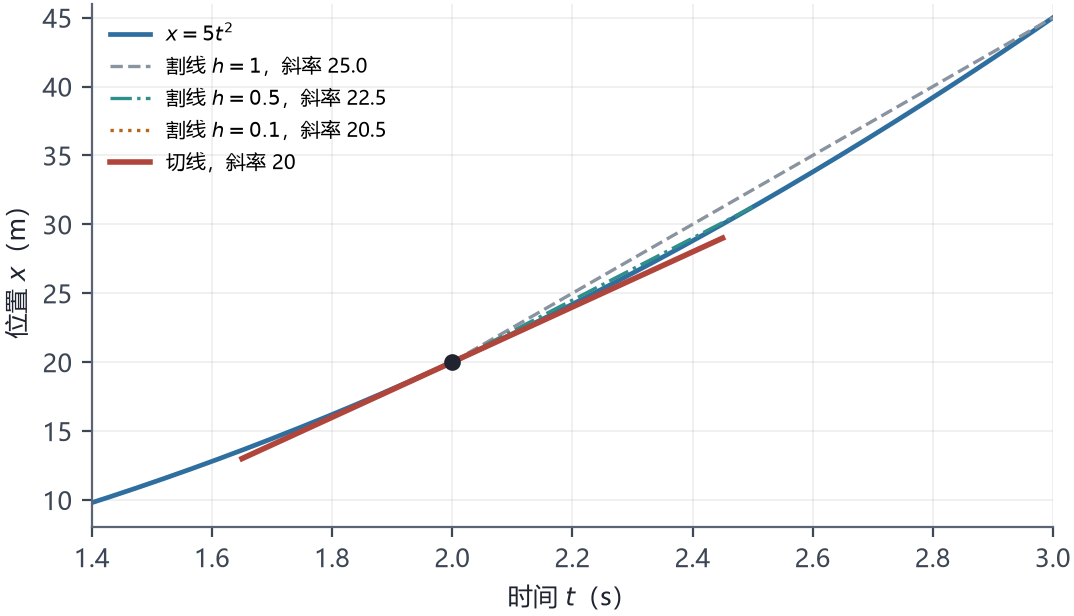 45
40
35
30
25
20
15
10
位置 x（m）
x = 5t²
割线 h = 1，斜率 25.0
割线 h = 0.5，斜率 22.5
割线 h = 0.1，斜率 20.5
切线，斜率 20
1.4 1.6 1.8 2.0 2.2 2.4 2.6 2.8 3.0
时间 t（s）